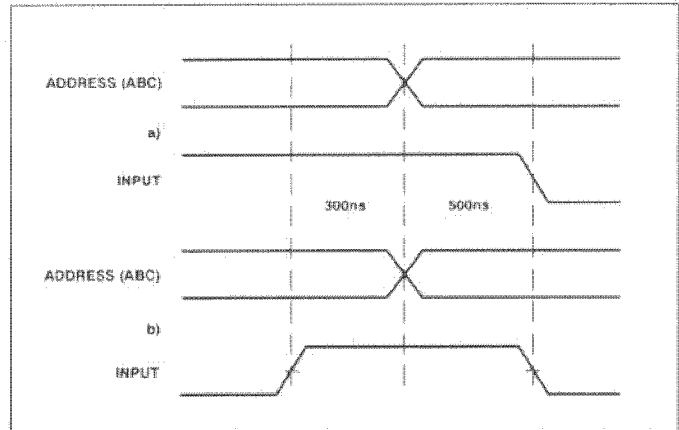 ADDRESS (ABC)
a)
INPUT
300ns 500ns
ADDRESS (ABC)
b)
INPUT